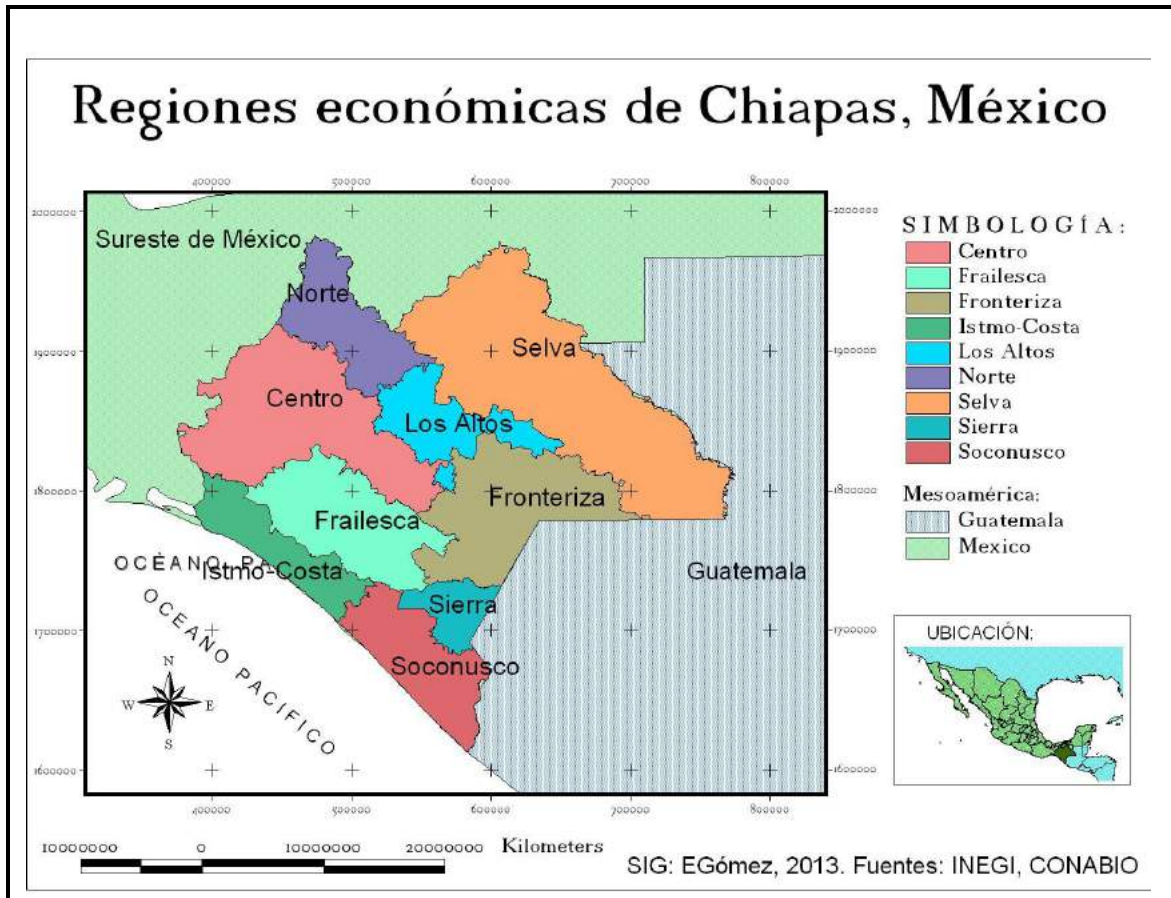 Regiones económicas de Chiapas, México
400000 500000 600000 700000 800000
2000000 2000000
1900000 1900000
1800000 1800000
1700000 1700000
1600000 1600000
400000 500000 600000 700000 800000
Sureste de México
Norte
Selva
Centro
Los Altos
Fronteriza
Frailesca
Istmo-Costa
Sierra
Soconusco
Guatemala
OCÉANO PA
OCÉANO PACIFICO
N
W E
S
SIMBOLOGÍA:
Centro
Frailesca
Fronteriza
Istmo-Costa
Los Altos
Norte
Selva
Sierra
Soconusco
Mesoamérica:
Guatemala
Mexico
UBICACIÓN:
10000000 0 10000000 20000000 Kilometers
SIG: EGómez, 2013. Fuentes: INEGI, CONABIO